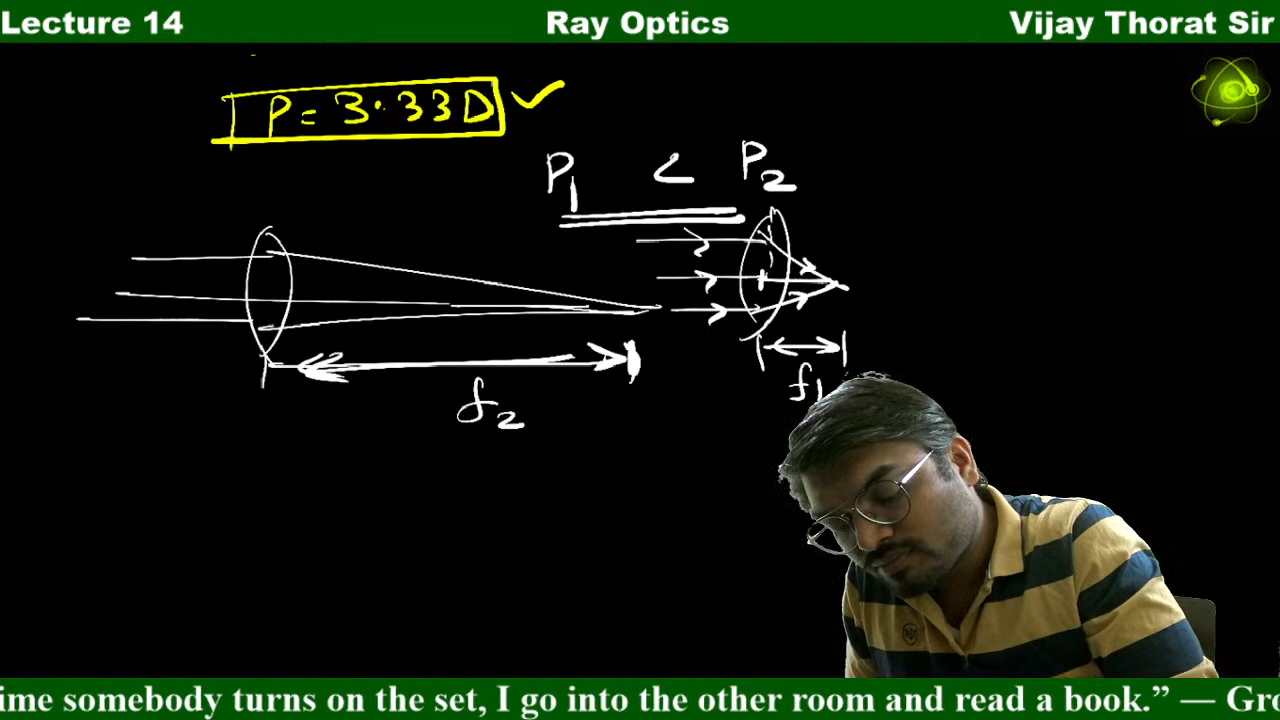 Lecture 14 Ray Optics Vijay Thorat Sir
P = 3.33 D ✓
P₁ < P₂
f₂
f₁
ime somebody turns on the set, I go into the other room and read a book.” — Gro